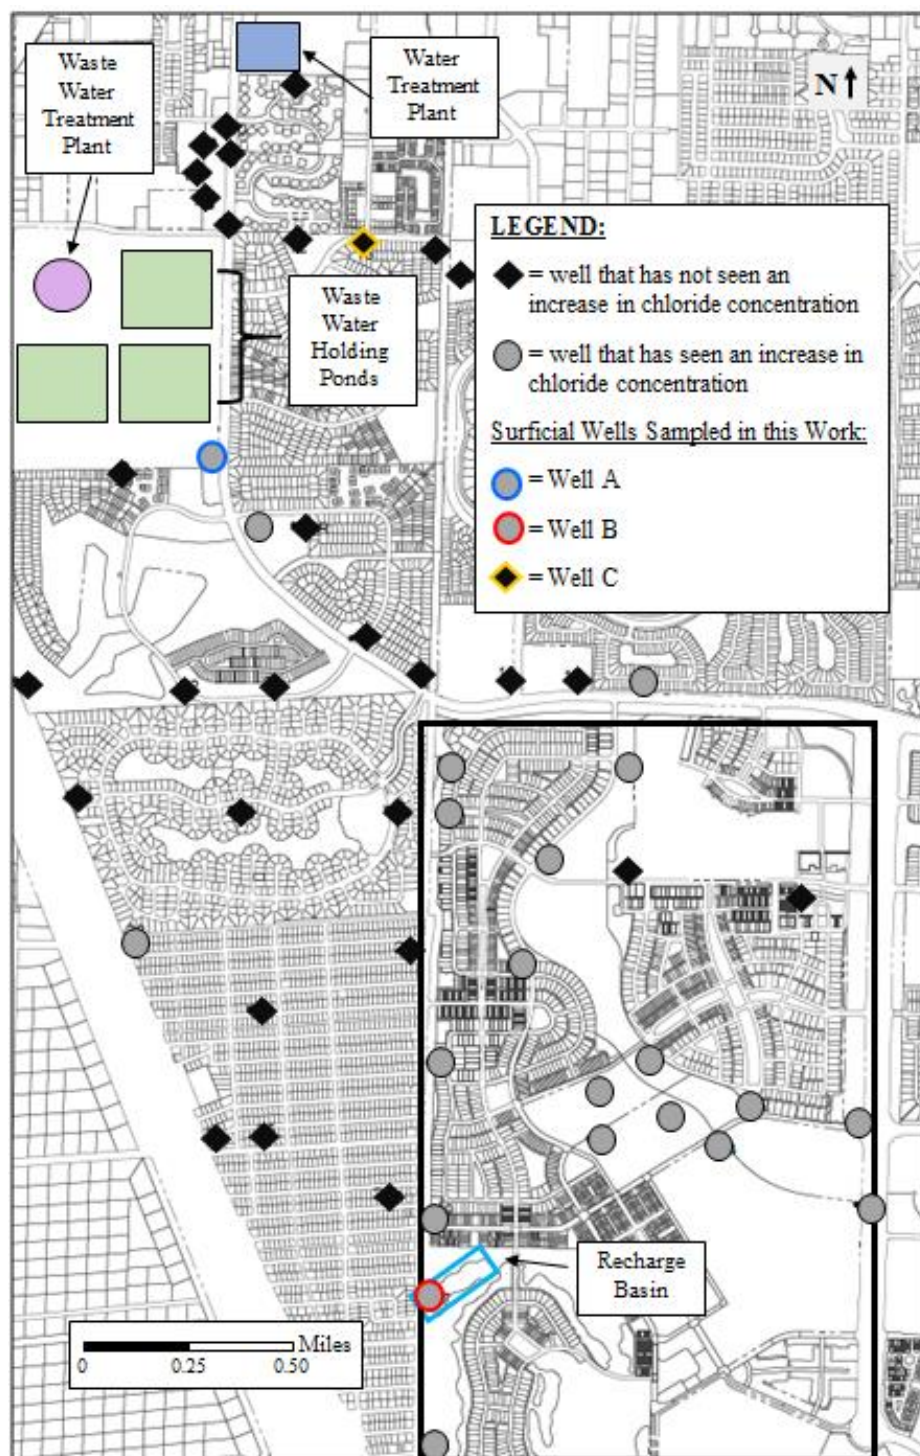 Waste
Water
Treatment
Plant
Water
Treatment
Plant
N
LEGEND:
= well that has not seen an
increase in chloride concentration
= well that has seen an increase in
chloride concentration
Surficial Wells Sampled in this Work:
= Well A
= Well B
= Well C
Waste
Water
Holding
Ponds
Recharge
Basin
Miles
0 0.25 0.50